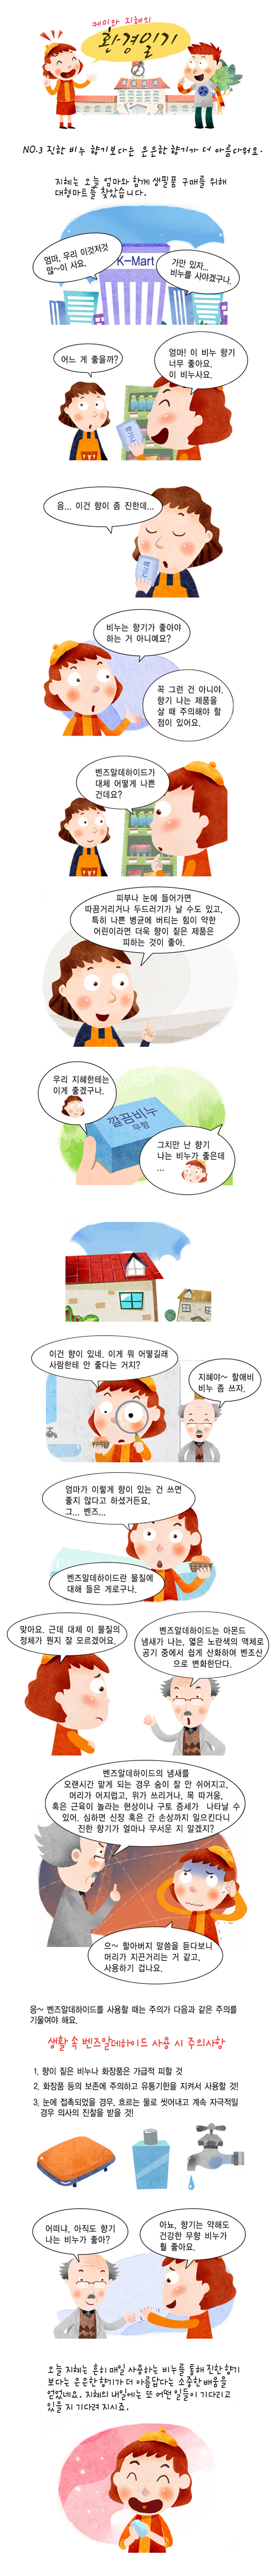 케미와 지혜의
환경일기
NO.3 진한 비누 향기보다는 은은한 향기가 더 아름다워요.
지혜는 오늘 엄마와 함께 생필품 구매를 위해
대형마트를 찾았습니다.
엄마, 우리 이것저것
많~이 사요.
K-Mart
가만 있자...
비누를 사야겠구나.
어느 게 좋을까?
엄마! 이 비누 향기
너무 좋아요.
이 비누사요.
향기나
음... 이건 향이 좀 진한데...
향기나
비누는 향기가 좋아야
하는 거 아니예요?
꼭 그런 건 아니야.
향기 나는 제품을
살 때 주의해야 할
점이 있어요.
벤즈알데하이드가
대체 어떻게 나쁜
건데요?
피부나 눈에 들어가면
따끔거리거나 두드러기가 날 수도 있고,
특히 나쁜 병균에 버티는 힘이 약한
어린이라면 더욱 향이 짙은 제품은
피하는 것이 좋아.
우리 지혜한테는
이게 좋겠구나.
깔끔비누
무형
그치만 난 향기
나는 비누가 좋은데
...
이건 향이 있네. 이게 뭐 어떻길래
사람한테 안 좋다는 거지?
지혜야~ 할애비
비누 좀 쓰자.
엄마가 이렇게 향이 있는 건 쓰면
좋지 않다고 하셨거든요.
그... 벤즈...
벤즈알데하이드란 물질에
대해 들은 게로구나.
맞아요. 근데 대체 이 물질의
정체가 뭔지 잘 모르겠어요.
벤즈알데하이드는 아몬드
냄새가 나는, 엷은 노란색의 액체로
공기 중에서 쉽게 산화하여 벤조산
으로 변화한단다.
벤즈알데하이드의 냄새를
오랜시간 맡게 되는 경우 숨이 잘 안 쉬어지고,
머리가 어지럽고, 위가 쓰리거나, 목 따거움,
혹은 근육이 놀라는 현상이나 구토 증세가 나타날 수
있어. 심하면 신장 혹은 간 손상까지 일으킨다니
진한 향기가 얼마나 무서운 지 알겠지?
으~ 할아버지 말씀을 듣다보니
머리가 지끈거리는 거 같고,
사용하기 겁나요.
응~ 벤즈알데하이드를 사용할 때는 주의가 다음과 같은 주의를
기울여야 해요.
생활 속 벤즈알데하이드 사용 시 주의사항
1. 향이 짙은 비누나 화장품은 가급적 피할 것
2. 화장품 등의 보존에 주의하고 유통기한을 지켜서 사용할 것!
3. 눈에 접촉되었을 경우, 흐르는 물로 씻어내고 계속 자극적일
경우 의사의 진찰을 받을 것!
어떠냐, 아직도 향기
나는 비누가 좋아?
아뇨, 향기는 약해도
건강한 무향 비누가
훨 좋아요.
오늘 지혜는 흔히 매일 사용하는 비누를 통해 진한 향기
보다는 은은한 향기가 더 아름답다는 소중한 배움을
얻었네요. 지혜의 내일에는 또 어떤 일들이 기다리고
있을 지 기다려 지시죠.